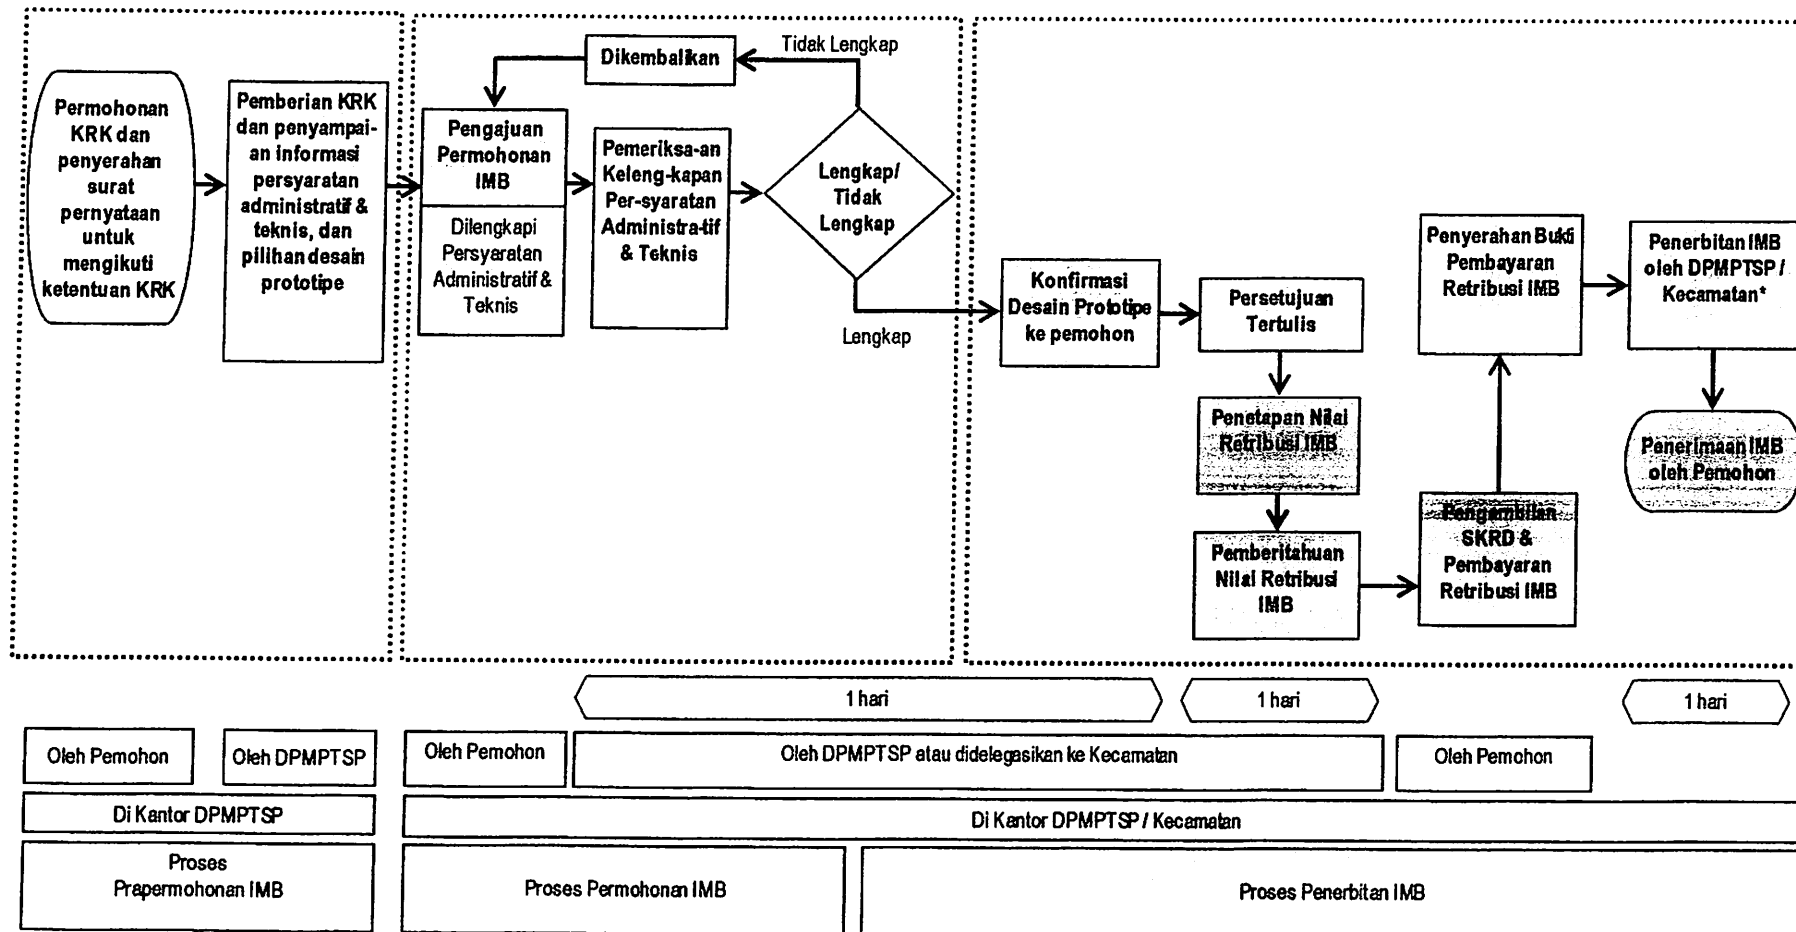 Permohonan
KRK dan
penyerahan
surat
pernyataan
untuk
mengikuti
ketentuan KRK
Pemberian KRK
dan penyampai-
an informasi
persyaratan
administratif &
teknis, dan
pilihan desain
prototipe
Dikembalikan
Tidak Lengkap
Pengajuan
Permohonan
IMB
Dilengkapi
Persyaratan
Administratif &
Teknis
Pemeriksa-an
Keleng-kapan
Per-syaratan
Administra-tif
& Teknis
Lengkap/
Tidak
Lengkap
Lengkap
Konfirmasi
Desain Prototipe
ke pemohon
Persetujuan
Tertulis
Penetapan Nilai
Retribusi IMB
Pemberitahuan
Nilai Retribusi
IMB
Pengambilan
SKRD &
Pembayaran
Retribusi IMB
Penyerahan Bukti
Pembayaran
Retribusi IMB
Penerbitan IMB
oleh DPMPTSP /
Kecamatan*
Penerimaan IMB
oleh Pemohon
1 hari
1 hari
1 hari
Oleh Pemohon
Oleh DPMPTSP
Oleh Pemohon
Oleh DPMPTSP atau didelegasikan ke Kecamatan
Oleh Pemohon
Di Kantor DPMPTSP
Di Kantor DPMPTSP / Kecamatan
Proses
Prapermohonan IMB
Proses Permohonan IMB
Proses Penerbitan IMB